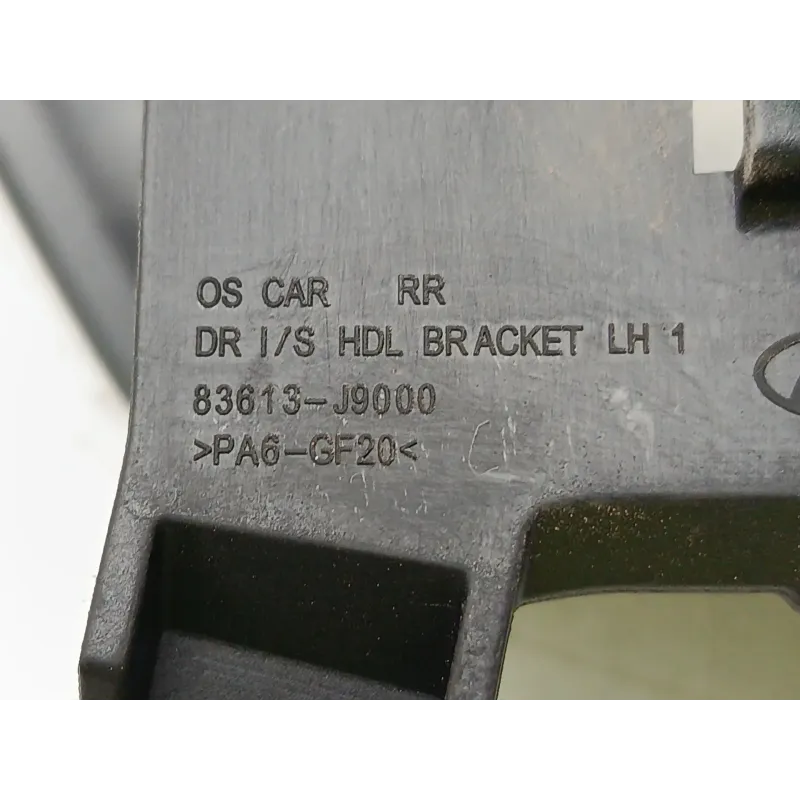 OS CAR RR
DR I/S HDL BRACKET LH 1
83613-J9000
>PA6-GF20<